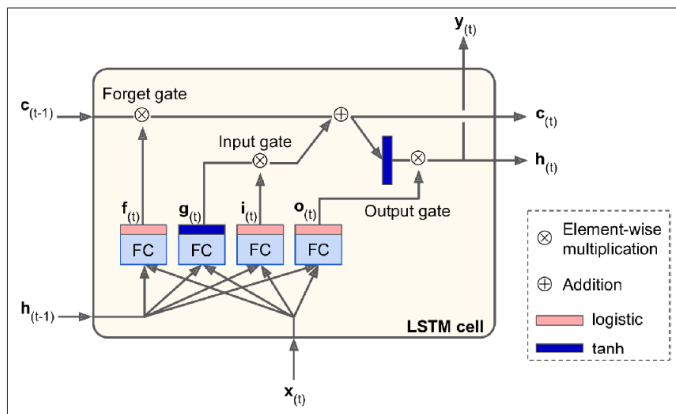 y(t)
Forget gate
c(t-1)
c(t)
Input gate
h(t)
f(t)
g(t)
i(t)
o(t)
Output gate
FC
FC
FC
FC
h(t-1)
LSTM cell
x(t)
Element-wise
multiplication
Addition
logistic
tanh